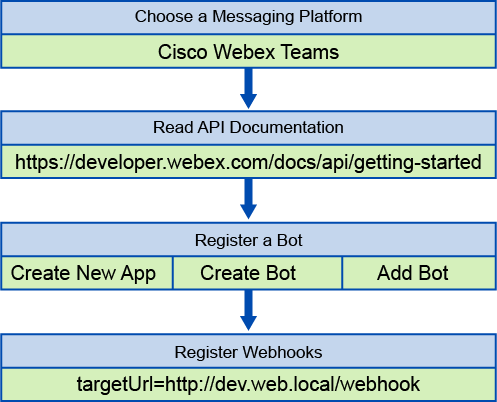 Choose a Messaging Platform
Cisco Webex Teams
Read API Documentation
https://developer.webex.com/docs/api/getting-started
Register a Bot
Create New App Create Bot Add Bot
Register Webhooks
targetUrl=http://dev.web.local/webhook